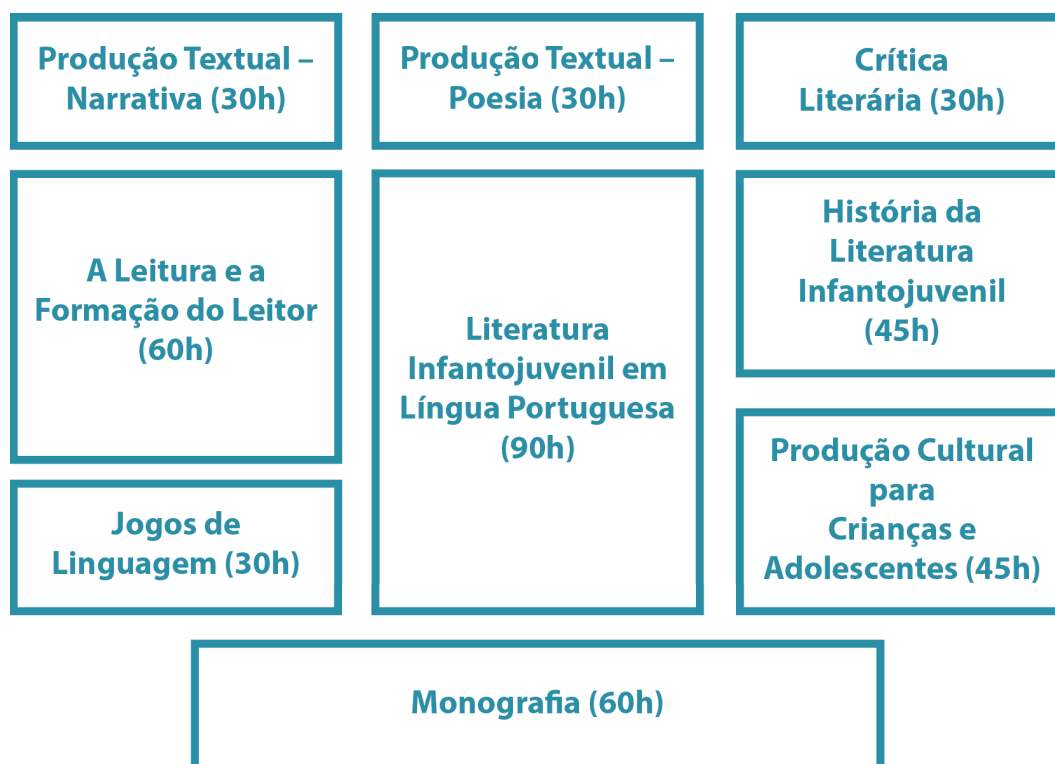 Produção Textual –
Narrativa (30h)
Produção Textual –
Poesia (30h)
Crítica
Literária (30h)
A Leitura e a
Formação do Leitor
(60h)
Literatura
Infantojuvenil em
Língua Portuguesa
(90h)
História da
Literatura
Infantojuvenil
(45h)
Jogos de
Linguagem (30h)
Produção Cultural
para
Crianças e
Adolescentes (45h)
Monografia (60h)